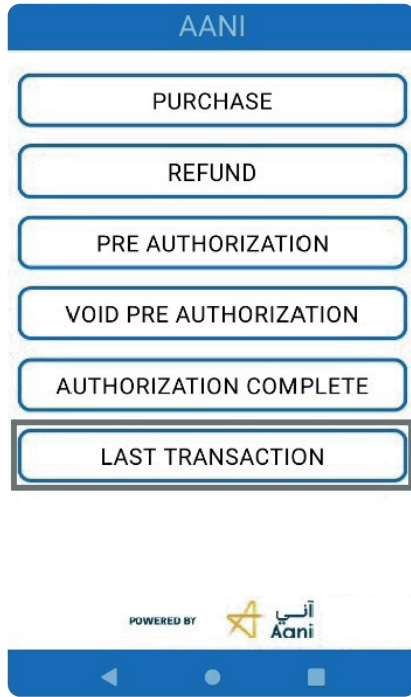 AANI
PURCHASE
REFUND
PRE AUTHORIZATION
VOID PRE AUTHORIZATION
AUTHORIZATION COMPLETE
LAST TRANSACTION
POWERED BY
آني
Aani